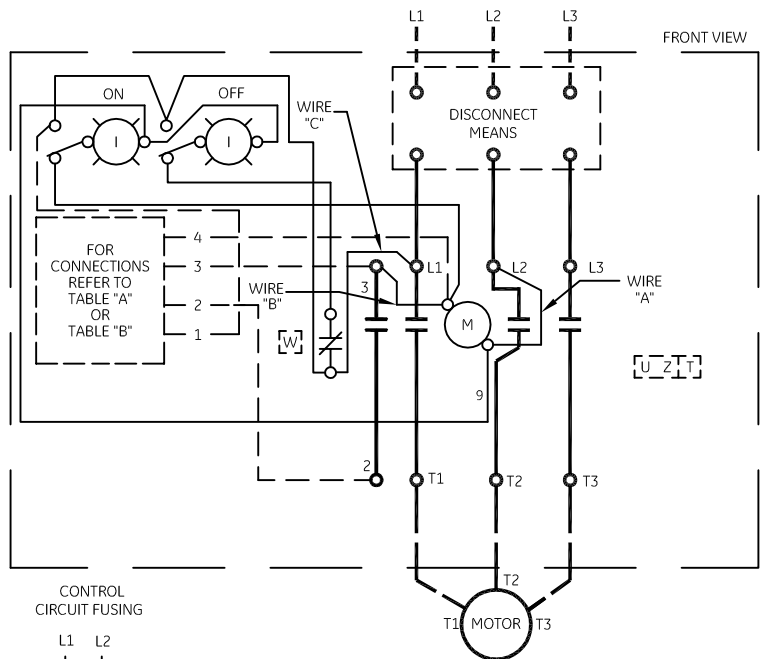 L1 L2 L3
FRONT VIEW
ON OFF
WIRE
"C"
DISCONNECT
MEANS
I I
FOR
CONNECTIONS
REFER TO
TABLE "A"
OR
TABLE "B"
4
3
2
1
WIRE
"B"
3
L1
L2
L3
WIRE
"A"
W
M
U Z T
9
2
T1
T2
T3
T2
T1 MOTOR T3
CONTROL
CIRCUIT FUSING
L1 L2